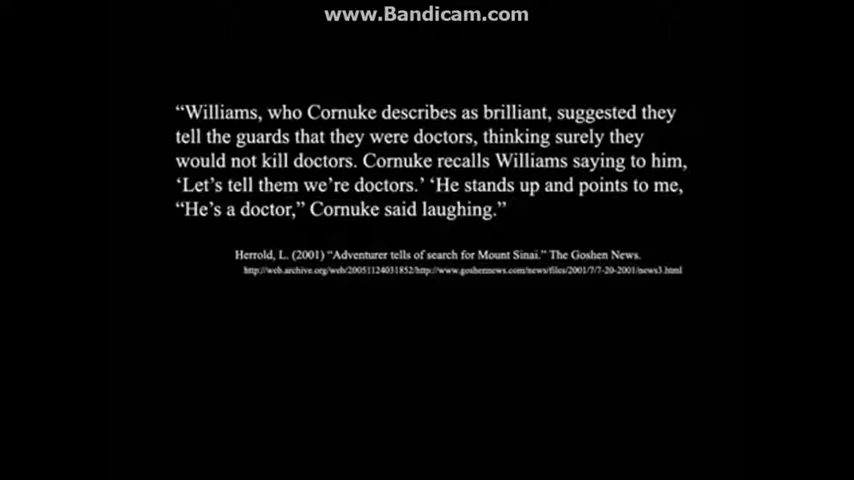 www.Bandicam.com
“Williams, who Cornuke describes as brilliant, suggested they
tell the guards that they were doctors, thinking surely they
would not kill doctors. Cornuke recalls Williams saying to him,
‘Let’s tell them we’re doctors.’ ‘He stands up and points to me,
“He’s a doctor,” Cornuke said laughing.”
Herrold, L. (2001) “Adventurer tells of search for Mount Sinai.” The Goshen News.
http://web.archive.org/web/20051124031852/http://www.goshennews.com/news/files/2001/7/7-20-2001/news3.html